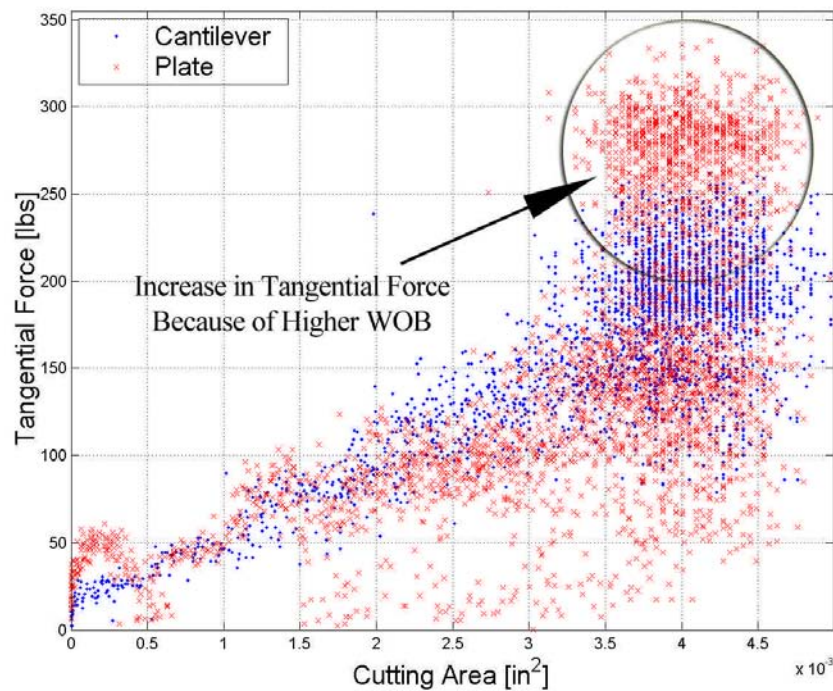 Cantilever
Plate
Increase in Tangential Force
Because of Higher WOB
Tangential Force [lbs]
350
300
250
200
150
100
50
0
0 0.5 1 1.5 2 2.5 3 3.5 4 4.5
x 10⁻³
Cutting Area [in²]